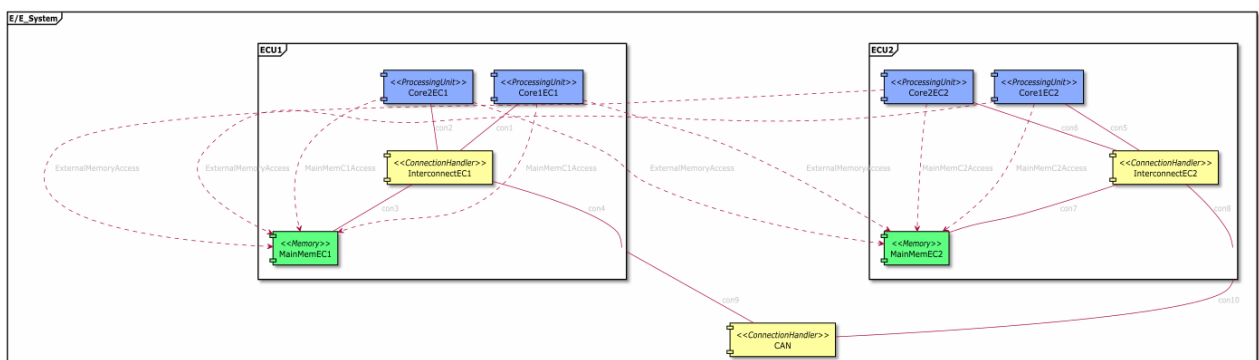 E/E_System
ECU1
ECU2
<<ProcessingUnit>>
Core2EC1
<<ProcessingUnit>>
Core1EC1
<<ProcessingUnit>>
Core2EC2
<<ProcessingUnit>>
Core1EC2
con2
con1
con6
con5
<<ConnectionHandler>>
InterconnectEC1
<<ConnectionHandler>>
InterconnectEC2
ExternalMemoryAccess
ExternalMemoryAccess
MainMemC1Access
MainMemC1Access
ExternalMemoryAccess
ExternalMemoryAccess
MainMemC2Access
MainMemC2Access
con3
con4
con7
con8
<<Memory>>
MainMemEC1
<<Memory>>
MainMemEC2
con9
con10
<<ConnectionHandler>>
CAN